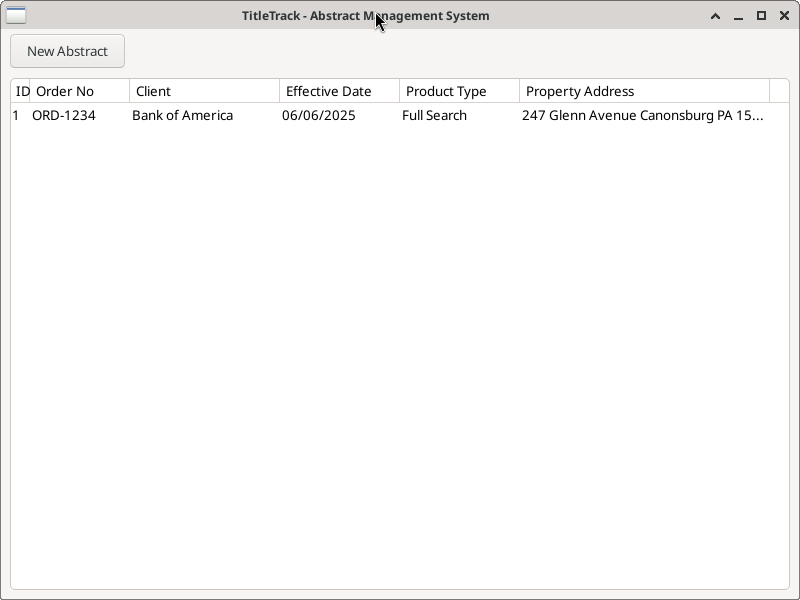 TitleTrack - Abstract Management System
New Abstract
ID Order No Client Effective Date Product Type Property Address
1 ORD-1234 Bank of America 06/06/2025 Full Search 247 Glenn Avenue Canonsburg PA 15...